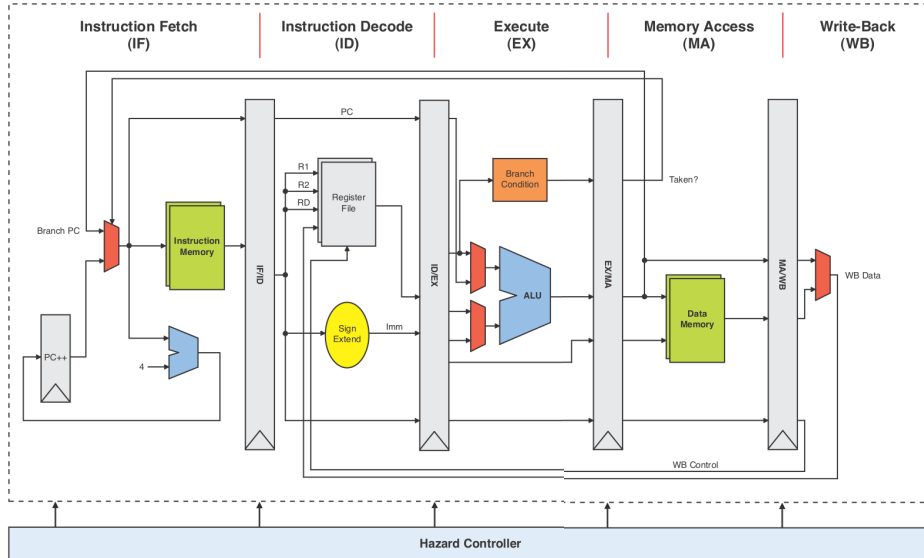 Instruction Fetch
(IF)
Instruction Decode
(ID)
Execute
(EX)
Memory Access
(MA)
Write-Back
(WB)
PC
R1
R2
RD
Register
File
Branch
Condition
Taken?
Branch PC
Instruction
Memory
IF/ID
ID/EX
EX/MA
MA/WB
ALU
WB Data
Data
Memory
Sign
Extend
Imm
PC++
4
WB Control
Hazard Controller